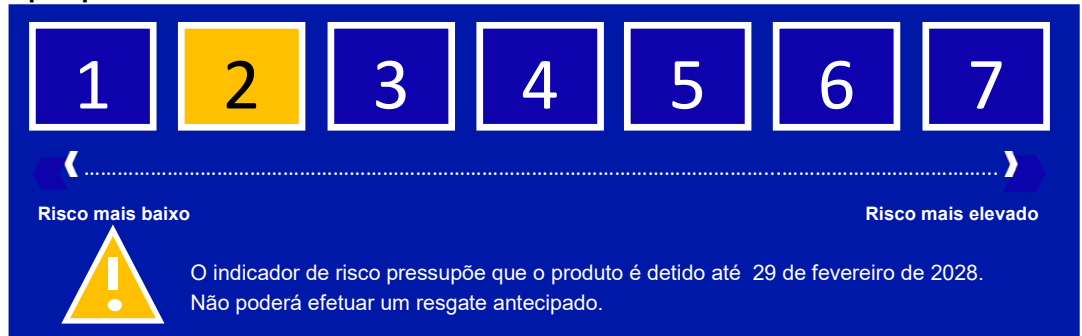 1 2 3 4 5 6 7
Risco mais baixo Risco mais elevado
O indicador de risco pressupõe que o produto é detido até 29 de fevereiro de 2028.
Não poderá efetuar um resgate antecipado.